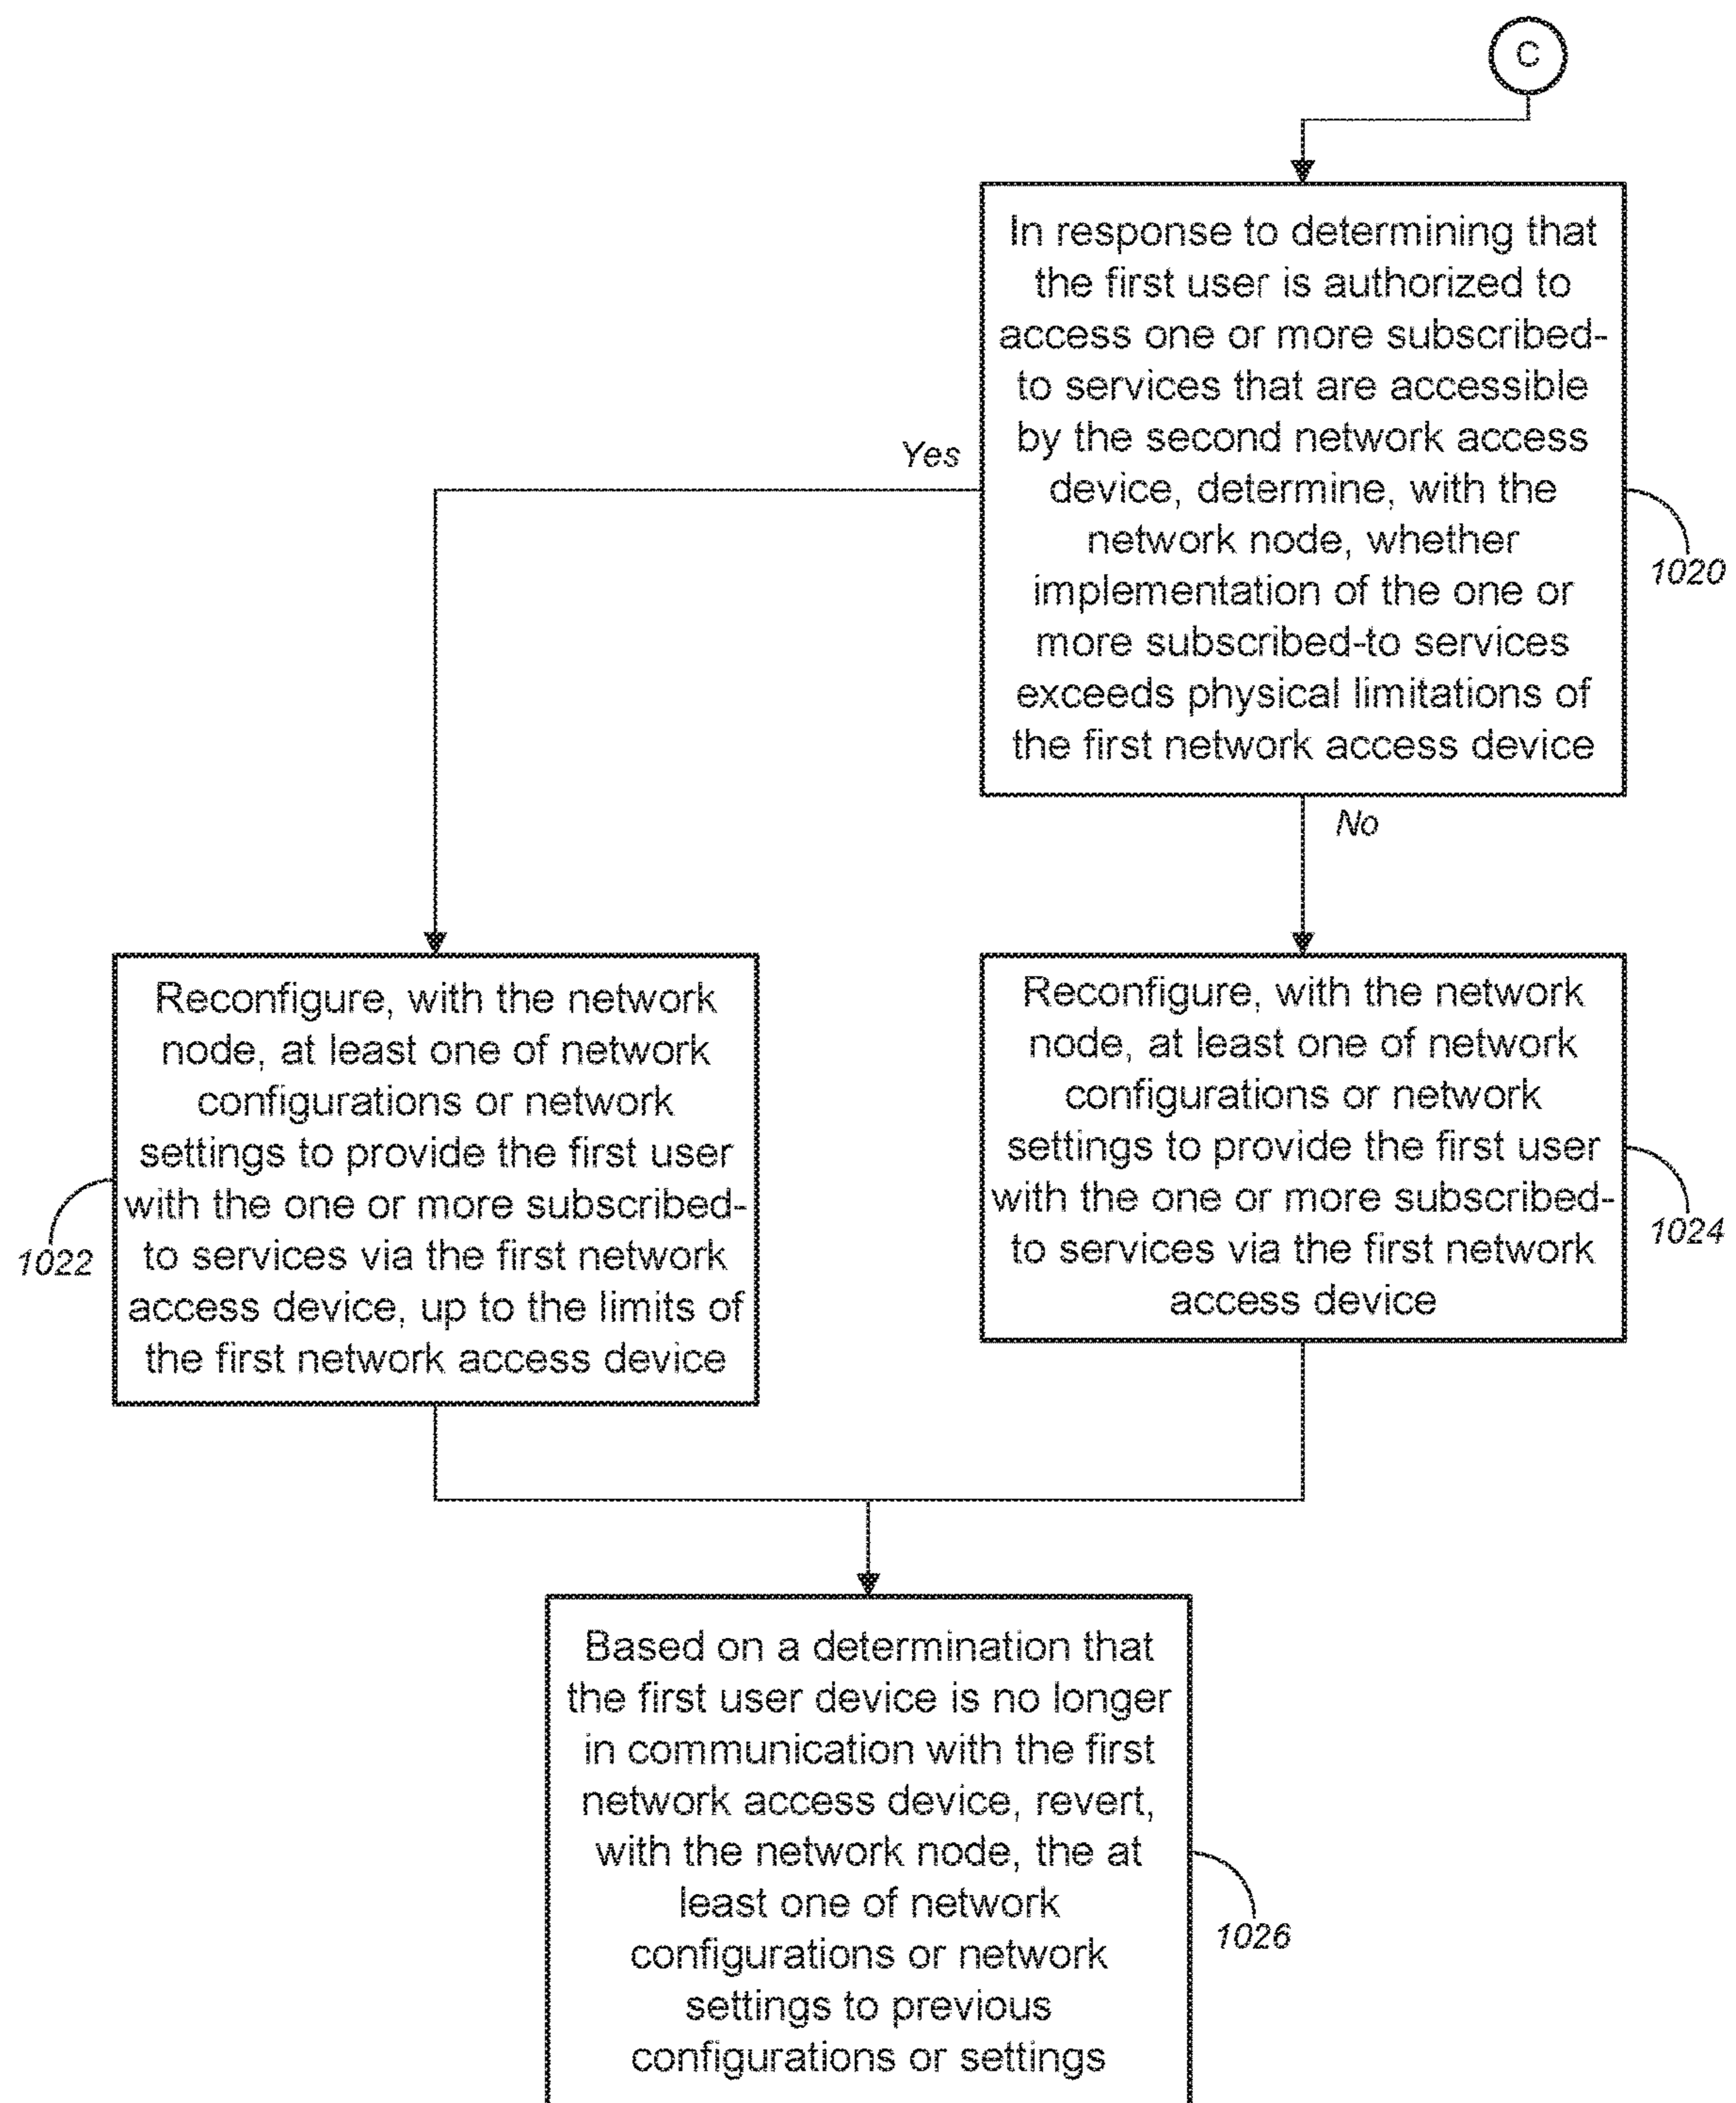 C
In response to determining that
the first user is authorized to
access one or more subscribed-
to services that are accessible
by the second network access
device, determine, with the
network node, whether
implementation of the one or
more subscribed-to services
exceeds physical limitations of
the first network access device
1020
Yes
No
Reconfigure, with the network
node, at least one of network
configurations or network
settings to provide the first user
with the one or more subscribed-
to services via the first network
access device, up to the limits of
the first network access device
1022
Reconfigure, with the network
node, at least one of network
configurations or network
settings to provide the first user
with the one or more subscribed-
to services via the first network
access device
1024
Based on a determination that
the first user device is no longer
in communication with the first
network access device, revert,
with the network node, the at
least one of network
configurations or network
settings to previous
configurations or settings
1026